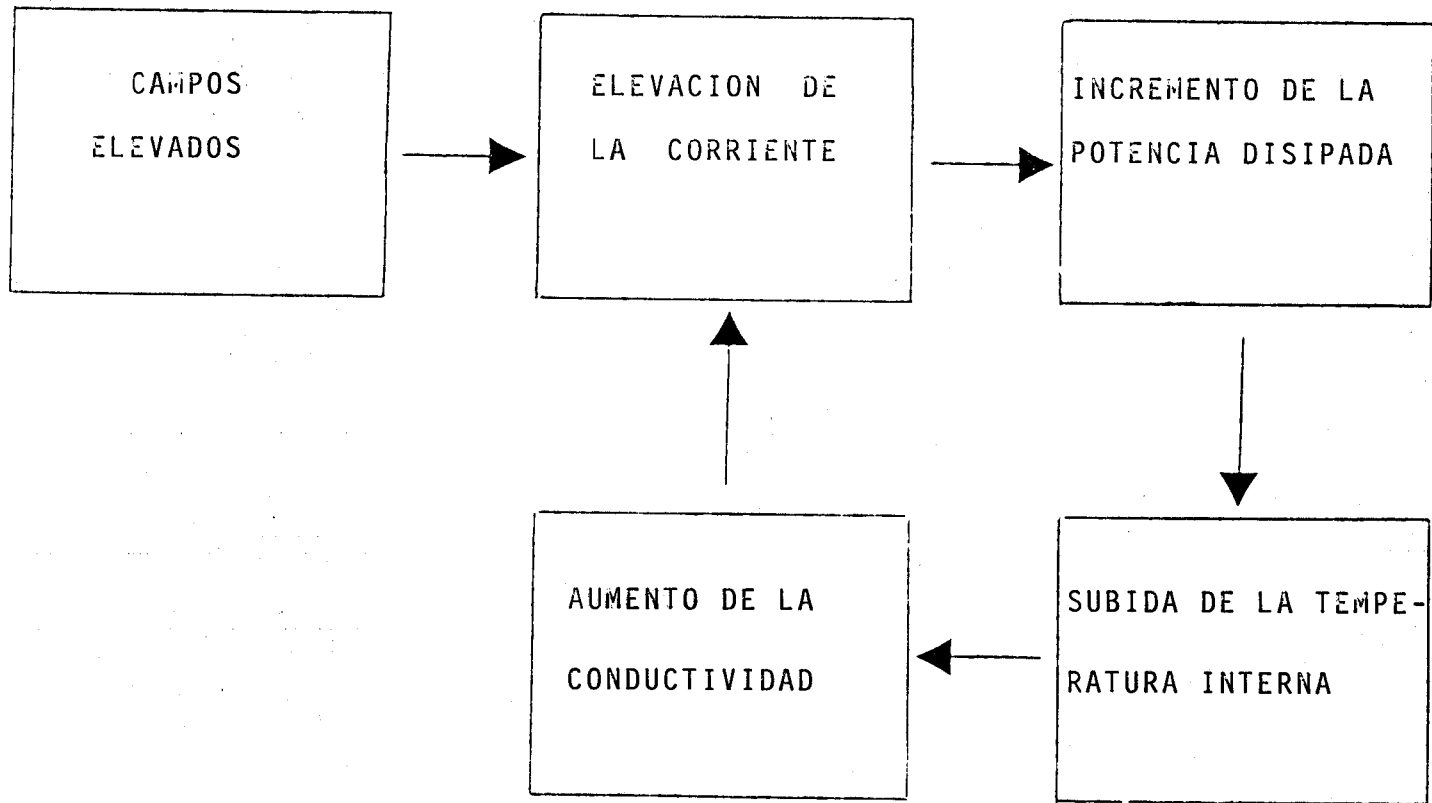 CAMPOS
ELEVADOS
ELEVACION DE
LA CORRIENTE
INCREMENTO DE LA
POTENCIA DISIPADA
SUBIDA DE LA TEMPE-
RATURA INTERNA
AUMENTO DE LA
CONDUCTIVIDAD